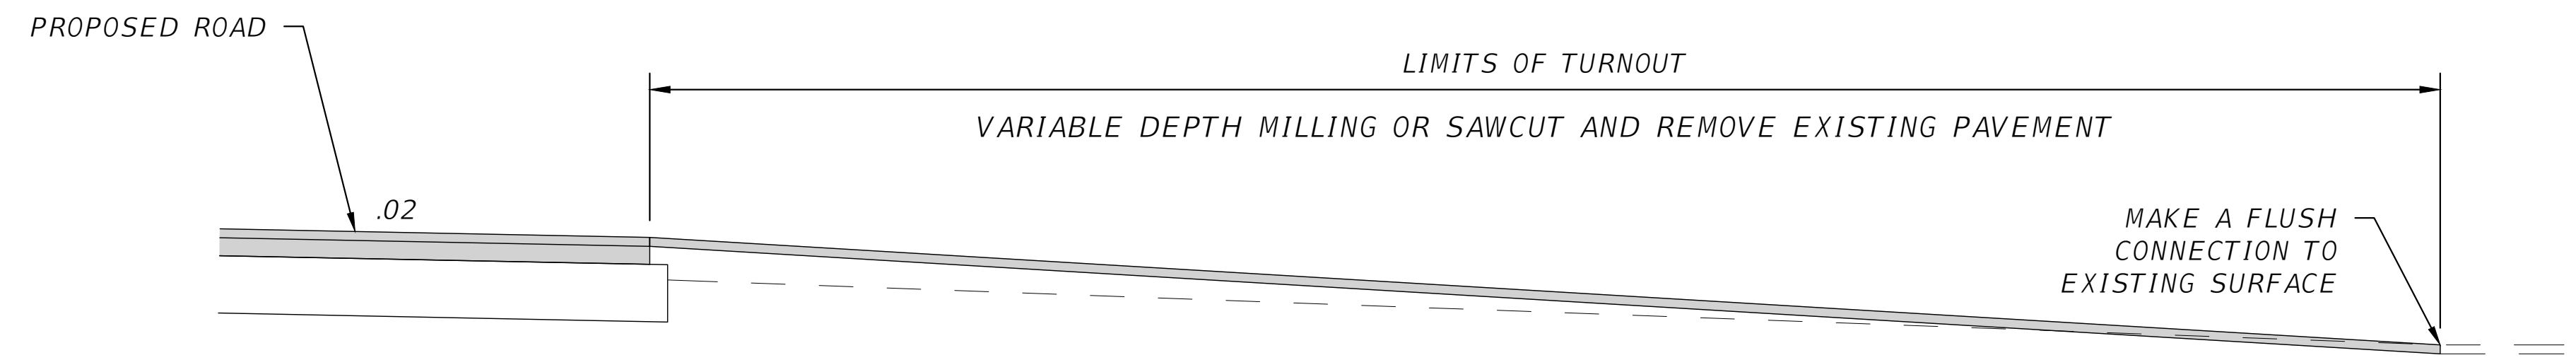 PROPOSED ROAD
LIMITS OF TURNOUT
VARIABLE DEPTH MILLING OR SAWCUT AND REMOVE EXISTING PAVEMENT
.02
MAKE A FLUSH
CONNECTION TO
EXISTING SURFACE